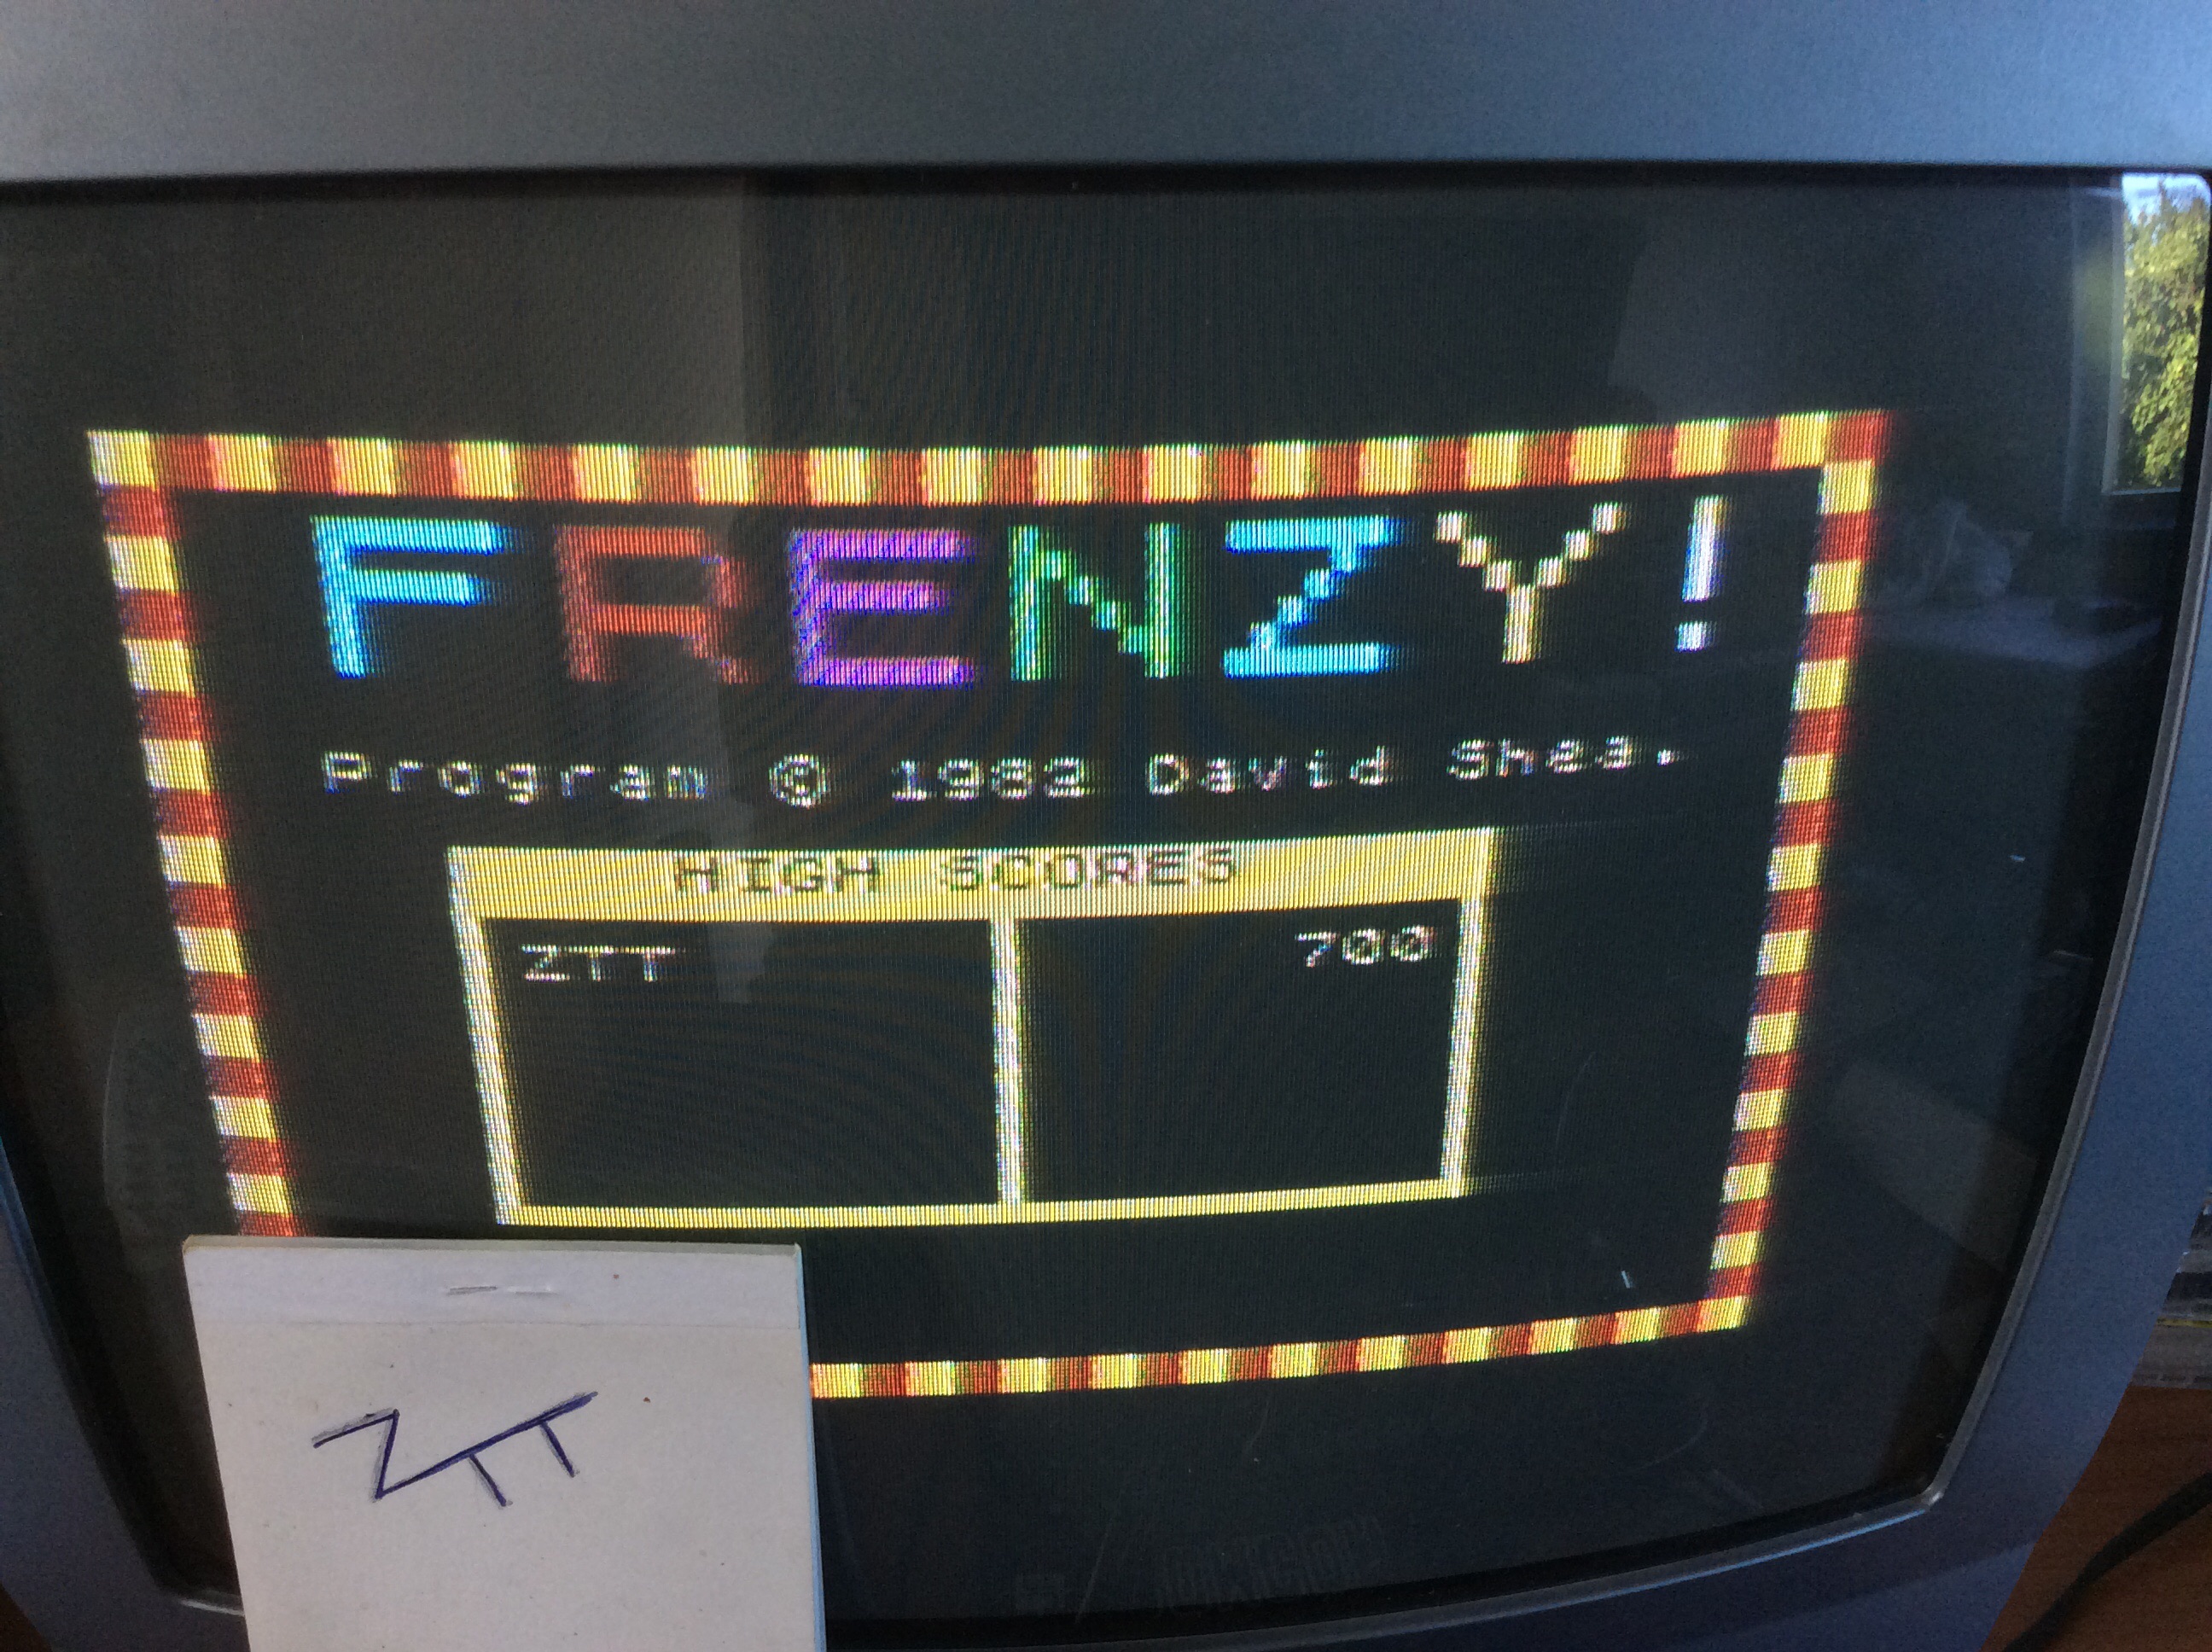 FRENZY!
Program © 1982 David Shea.
HIGH SCORES
ZTT 700
ZTT